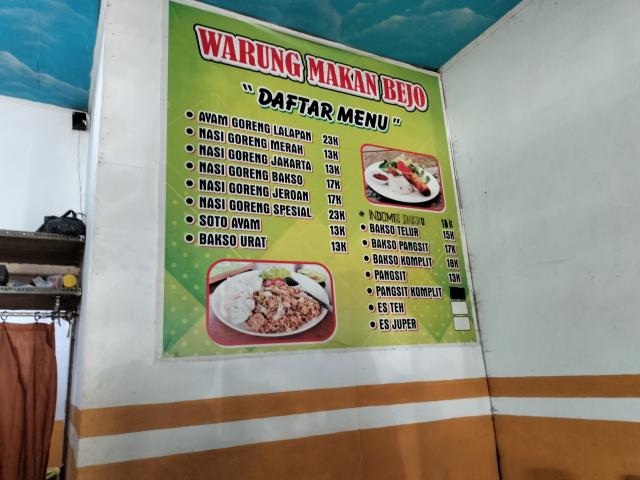 WARUNG MAKAN BEJO
" DAFTAR MENU "
• AYAM GORENG LALAPAN 23K
• NASI GORENG MERAH 13K
• NASI GORENG JAKARTA 13K
• NASI GORENG BAKSO 17K
• NASI GORENG JEROAN 17K
• NASI GORENG SPESIAL 23K
• SOTO AYAM 13K
• BAKSO URAT 13K
• INDOMIE
• BAKSO TELUR 15K
• BAKSO PANGSIT 17K
• BAKSO KOMPLIT 18K
• PANGSIT 13K
• PANGSIT KOMPLIT
• ES TEH
• ES JUPER